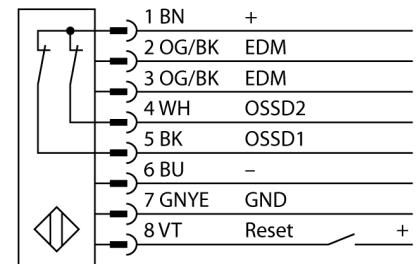 1 BN +
2 OG/BK EDM
3 OG/BK EDM
4 WH OSSD2
5 BK OSSD1
6 BU –
7 GNYE GND
8 VT Reset +